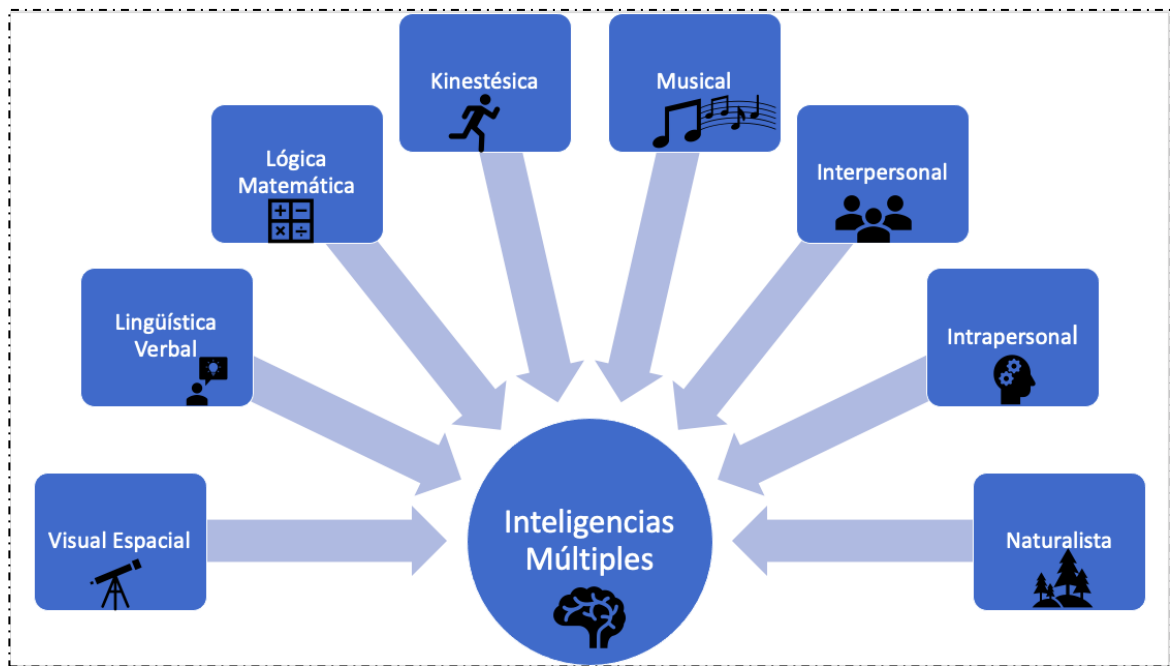 Kinestésica
Musical
Lógica
Matemática
Interpersonal
Lingüística
Verbal
Intrapersonal
Visual Espacial
Inteligencias
Múltiples
Naturalista